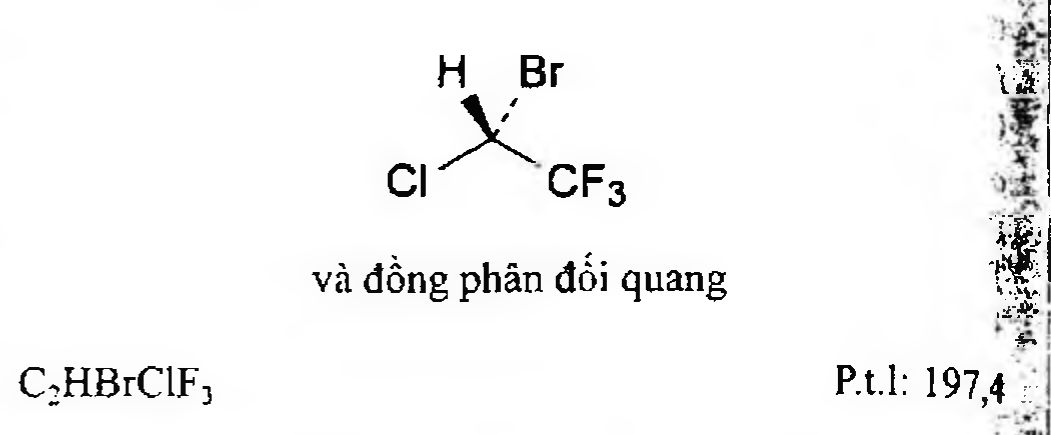 H Br
Cl CF₃
và đồng phân đối quang
C₂HBrClF₃ P.t.l: 197,4